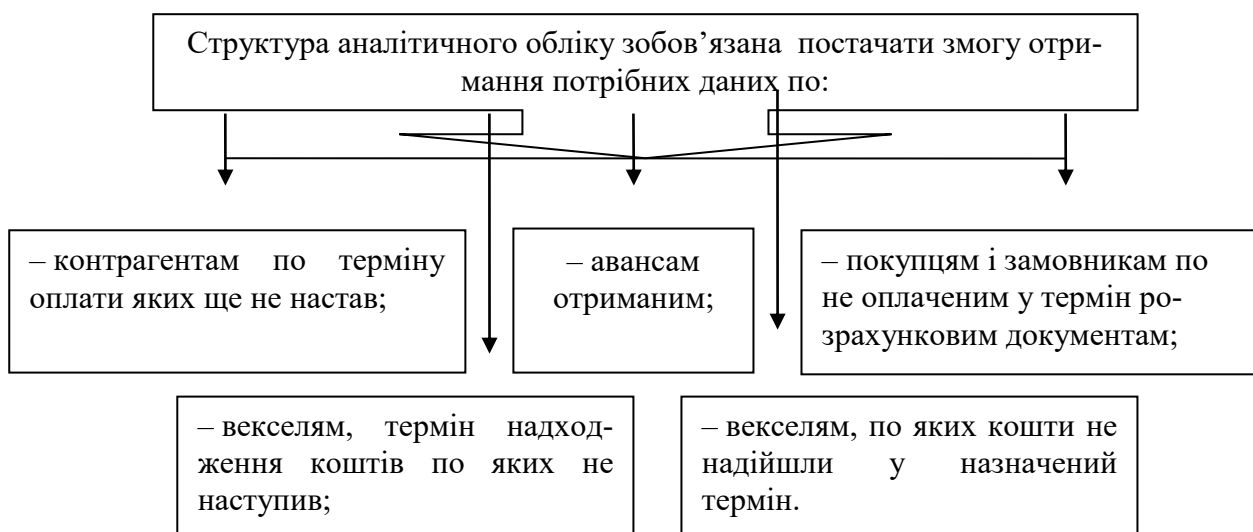 Структура аналітичного обліку зобов’язана постачати змогу отри-
мання потрібних даних по:
– контрагентам по терміну
оплати яких ще не настав;
– авансам
отриманим;
– покупцям і замовникам по
не оплаченим у термін ро-
зрахунковим документам;
– векселям, термін надход-
ження коштів по яких не
наступив;
– векселям, по яких кошти не
надійшли у назначений
термін.